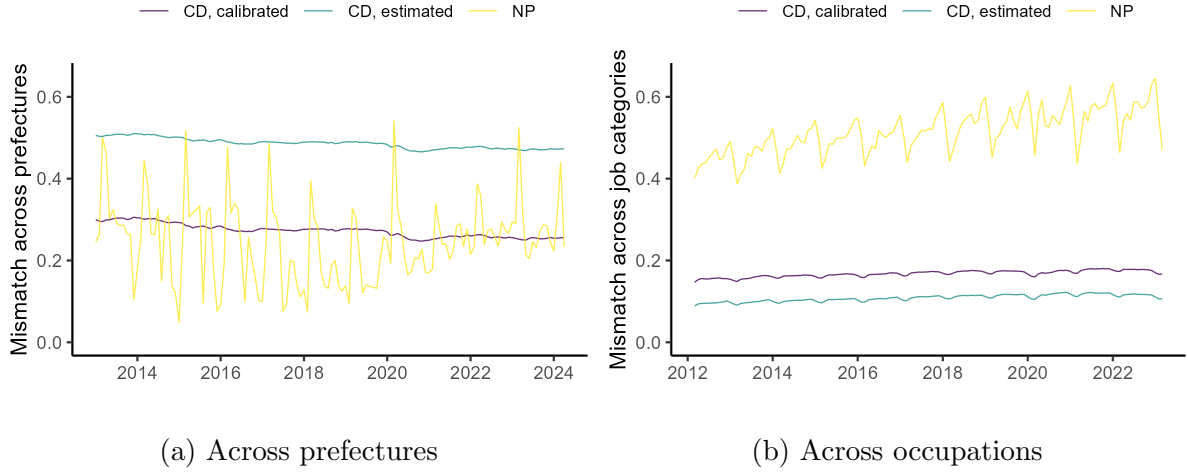 CD, calibrated CD, estimated NP
Mismatch across prefectures
0.6
0.4
0.2
0.0
2014 2016 2018 2020 2022 2024
(a) Across prefectures
CD, calibrated CD, estimated NP
Mismatch across job categories
0.6
0.4
0.2
0.0
2012 2014 2016 2018 2020 2022
(b) Across occupations